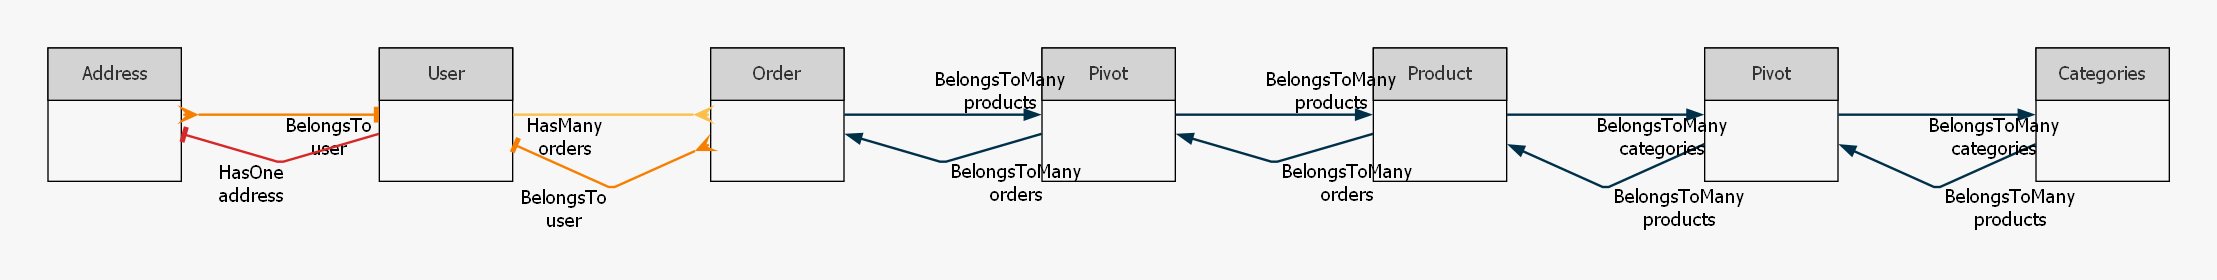 Address
User
Order
Pivot
Product
Pivot
Categories
BelongsTo
user
HasOne
address
HasMany
orders
BelongsTo
user
BelongsToMany
products
BelongsToMany
orders
BelongsToMany
products
BelongsToMany
orders
BelongsToMany
categories
BelongsToMany
products
BelongsToMany
categories
BelongsToMany
products